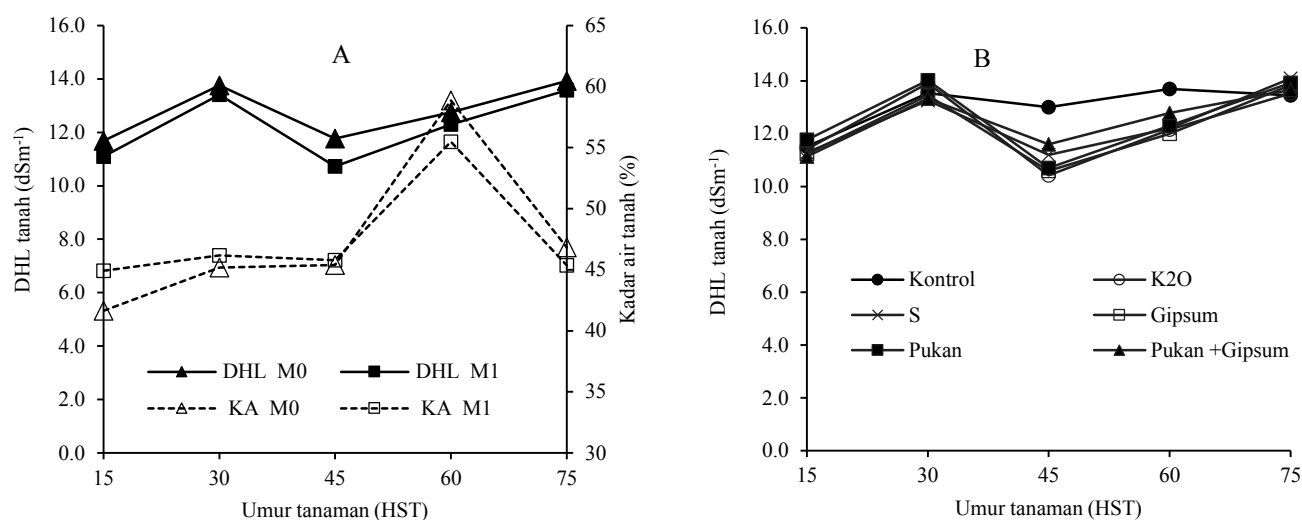 A
DHL tanah (dSm-1)
16.0
14.0
12.0
10.0
8.0
6.0
4.0
2.0
0.0
65
60
55
50
45
40
35
30
Kadar air tanah (%)
DHL M0
DHL M1
KA M0
KA M1
15 30 45 60 75
Umur tanaman (HST)
B
DHL tanah (dSm-1)
16.0
14.0
12.0
10.0
8.0
6.0
4.0
2.0
0.0
Kontrol
K2O
S
Gipsum
Pukan
Pukan +Gipsum
15 30 45 60 75
Umur tanaman (HST)